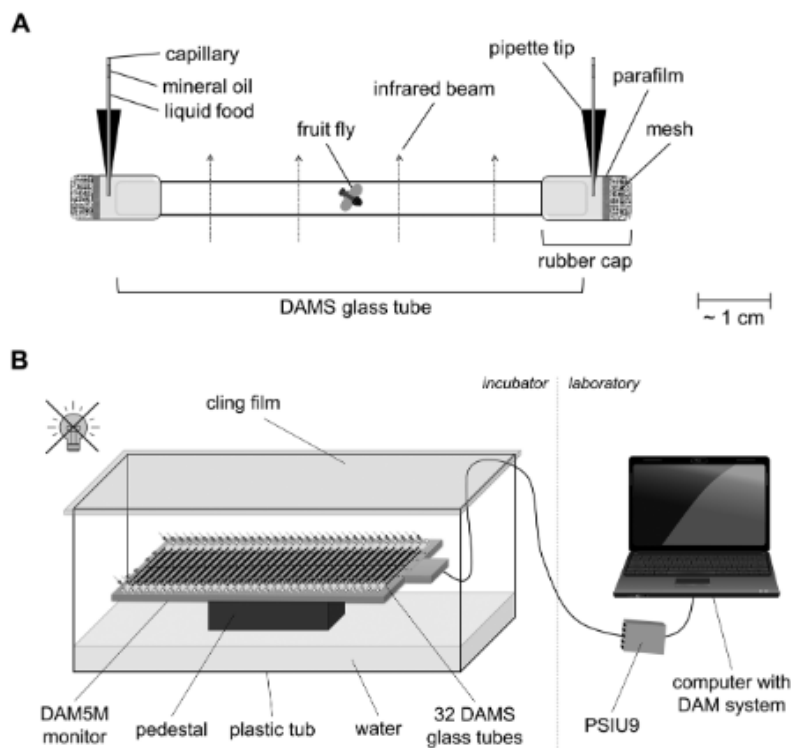 A
capillary
mineral oil
liquid food
fruit fly
infrared beam
pipette tip
parafilm
mesh
rubber cap
DAMS glass tube
~ 1 cm
B
incubator
laboratory
cling film
DAM5M
monitor
pedestal
plastic tub
water
32 DAMS
glass tubes
PSIU9
computer with
DAM system